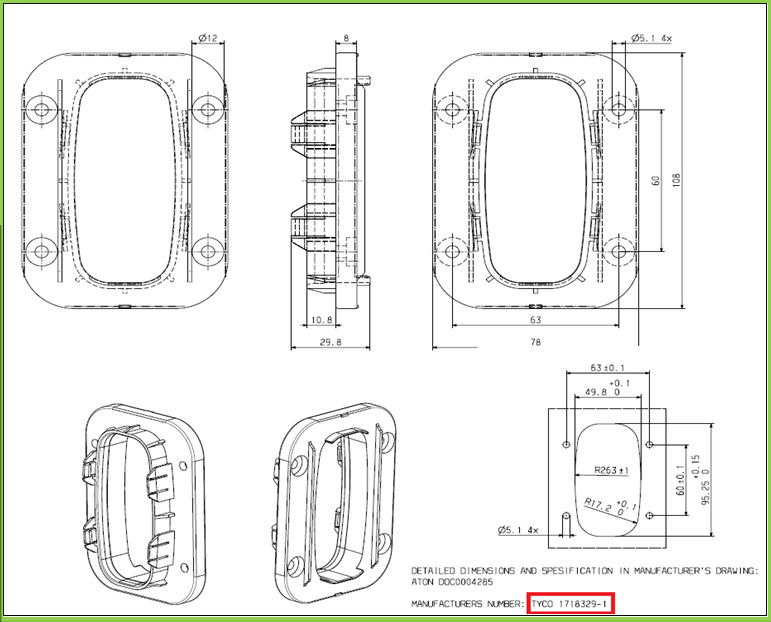 Ø12
8
Ø5.1 4x
60
108
10.8
29.8
63
78
63±0.1
+0.1
49.8 0
R263±1
R17.2 +0.1
0
60±0.1
+0.15
95.25 0
Ø5.1 4x
DETAILED DIMENSIONS AND SPESIFICATION IN MANUFACTURER'S DRAWING:
ATON DOC0004285
MANUFACTURERS NUMBER: TYCO 1718329-1